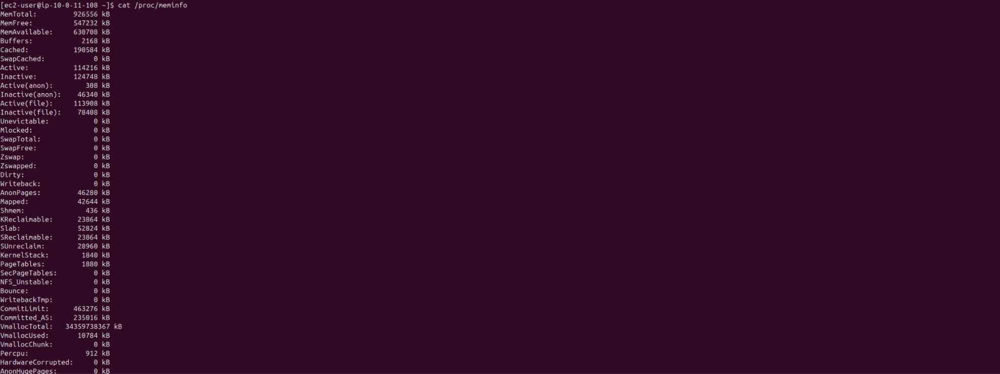 [ec2-user@ip-10-0-11-108 ~]$ cat /proc/meminfo
MemTotal:         926556 kB
MemFree:          547232 kB
MemAvailable:     630708 kB
Buffers:            2168 kB
Cached:           190584 kB
SwapCached:            0 kB
Active:           114216 kB
Inactive:         124748 kB
Active(anon):        308 kB
Inactive(anon):    46340 kB
Active(file):     113908 kB
Inactive(file):    78408 kB
Unevictable:           0 kB
Mlocked:               0 kB
SwapTotal:             0 kB
SwapFree:              0 kB
Zswap:                 0 kB
Zswapped:              0 kB
Dirty:                 0 kB
Writeback:             0 kB
AnonPages:         46280 kB
Mapped:            42644 kB
Shmem:               436 kB
KReclaimable:      23864 kB
Slab:              52824 kB
SReclaimable:      23864 kB
SUnreclaim:        28960 kB
KernelStack:        1840 kB
PageTables:         1880 kB
SecPageTables:         0 kB
NFS_Unstable:          0 kB
Bounce:                0 kB
WritebackTmp:          0 kB
CommitLimit:      463276 kB
Committed_AS:     235016 kB
VmallocTotal:   34359738367 kB
VmallocUsed:       10784 kB
VmallocChunk:          0 kB
Percpu:              912 kB
HardwareCorrupted:     0 kB
AnonHugePages:         0 kB